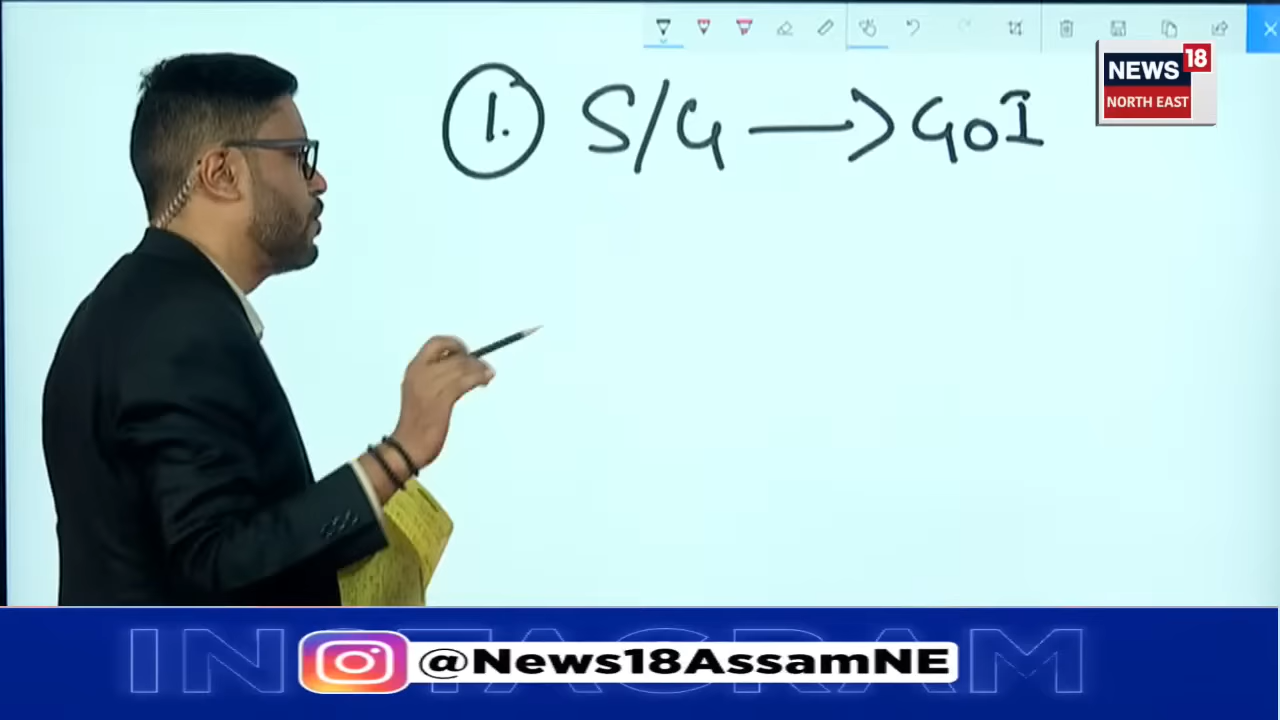 1. S/G → GOI
NEWS 18
NORTH EAST
INSTAGRAM
@News18AssamNE